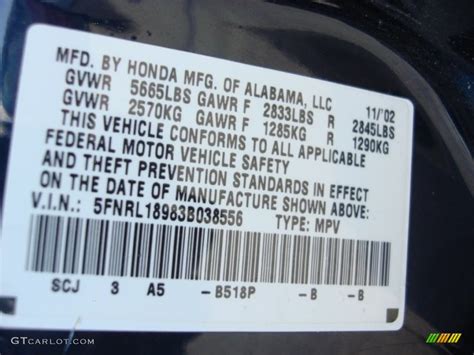 MFD. BY HONDA MFG. OF ALABAMA, LLC 11/'02
GVWR 5665LBS GAWR F 2833LBS R 2845LBS
GVWR 2570KG GAWR F 1285KG R 1290KG
THIS VEHICLE CONFORMS TO ALL APPLICABLE
FEDERAL MOTOR VEHICLE SAFETY
AND THEFT PREVENTION STANDARDS IN EFFECT
ON THE DATE OF MANUFACTURE SHOWN ABOVE:
V.I.N.: 5FNRL18983B038556 TYPE: MPV
SCJ 3 A5 -B518P -B -B
GTcarlot.com